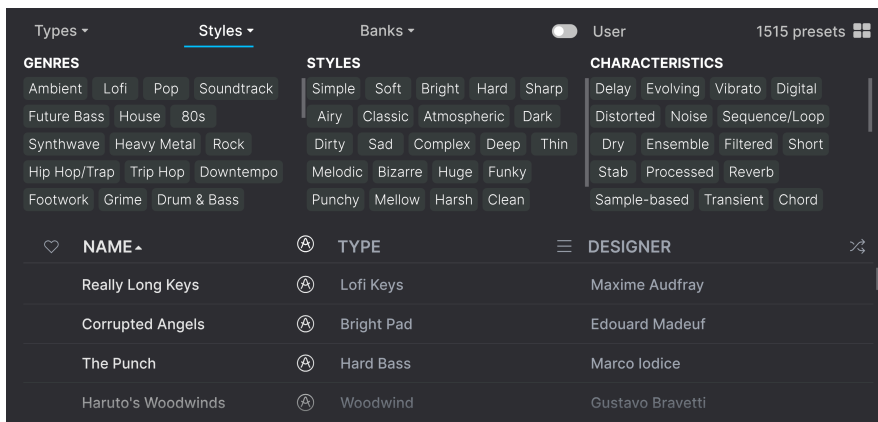 Types Styles Banks User 1515 presets
GENRES STYLES CHARACTERISTICS
Ambient Lofi Pop Soundtrack Simple Soft Bright Hard Sharp Delay Evolving Vibrato Digital
Future Bass House 80s Airy Classic Atmospheric Dark Distorted Noise Sequence/Loop
Synthwave Heavy Metal Rock Dirty Sad Complex Deep Thin Dry Ensemble Filtered Short
Hip Hop/Trap Trip Hop Downtempo Melodic Bizarre Huge Funky Stab Processed Reverb
Footwork Grime Drum & Bass Punchy Mellow Harsh Clean Sample-based Transient Chord
NAME TYPE DESIGNER
Really Long Keys Lofi Keys Maxime Audfray
Corrupted Angels Bright Pad Edouard Madeuf
The Punch Hard Bass Marco Iodice
Haruto's Woodwinds Woodwind Gustavo Bravetti